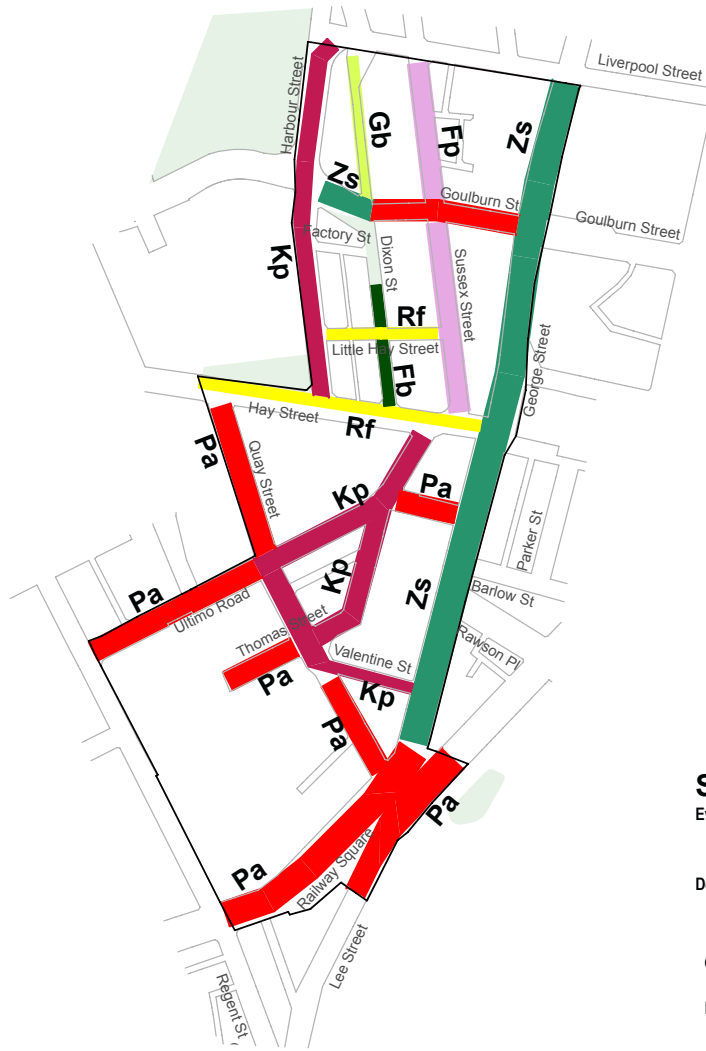 Liverpool Street
Harbour Street
Gb
Fp
Zs
Zs
Goulburn St
Goulburn Street
Factory St
Dixon St
Kp
Sussex Street
Rf
Little Hay Street
George Street
Fb
Hay Street
Rf
Pa
Quay Street
Kp
Pa
Parker St
Kp
Zs
Barlow St
Pa
Ultimo Road
Thomas Street
Rawson Pl
Valentine St
Pa
Kp
Pa
Pa
Pa
Railway Square
Lee Street
Regent St